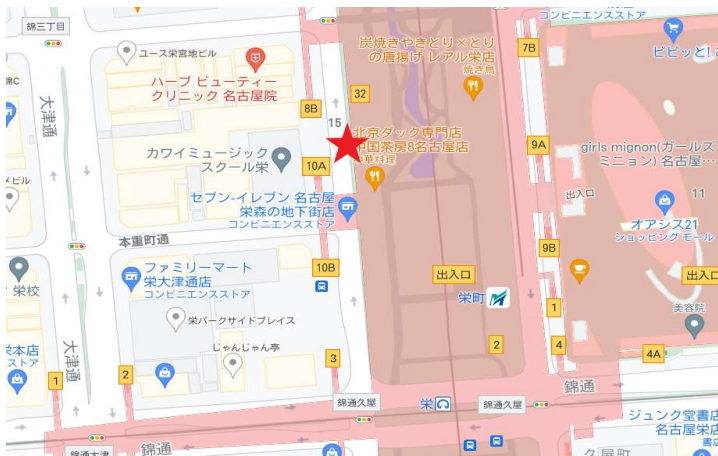 錦三丁目
ユース栄宮地ビル
ハーブ ビューティー
クリニック 名古屋院
大津通
8B
32
15
カワイミュージック
スクール栄
10A
炭焼きやきとり×とり
の唐揚げ レアル栄店
焼き鳥
北京ダック専門店
中国茶房8名古屋店
中華料理
コンビニエンスストア
7B
ピピッと!
9A
girls mignon(ガールズ
ミニョン) 名古屋…
出入口
11
オアシス21
ショッピング モール
セブン-イレブン 名古屋
栄森の地下街店
コンビニエンスストア
本重町通
ファミリーマート
栄大津通店
コンビニエンスストア
10B
9B
出入口
出入口
栄校
栄町
1
美容院
栄パークサイドプレイス
じゃんじゃん亭
大津通
1
2
3
2
4
4A
錦通
錦通久屋
栄
錦通久屋
ジュンク堂書店
名古屋栄店
錦通大津
錦通
久屋町